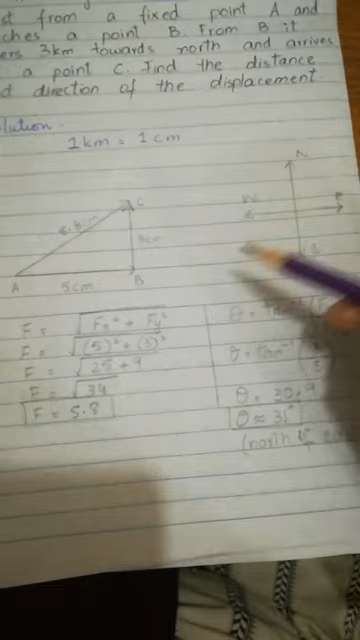 st from a fixed point A and
ches a point B. From B it
ers 3km towards north and arrives
a point C. Find the distance
d direction of the displacement
lution.
1km = 1cm
N
W
E
C
A
5cm
B
F = √Fx² + Fy²
F = √(5)² + (3)²
F = √25 + 9
F = √34
F = 5.8
θ =
θ = tan⁻¹
θ = 30.9
θ ≈ 31°
(north